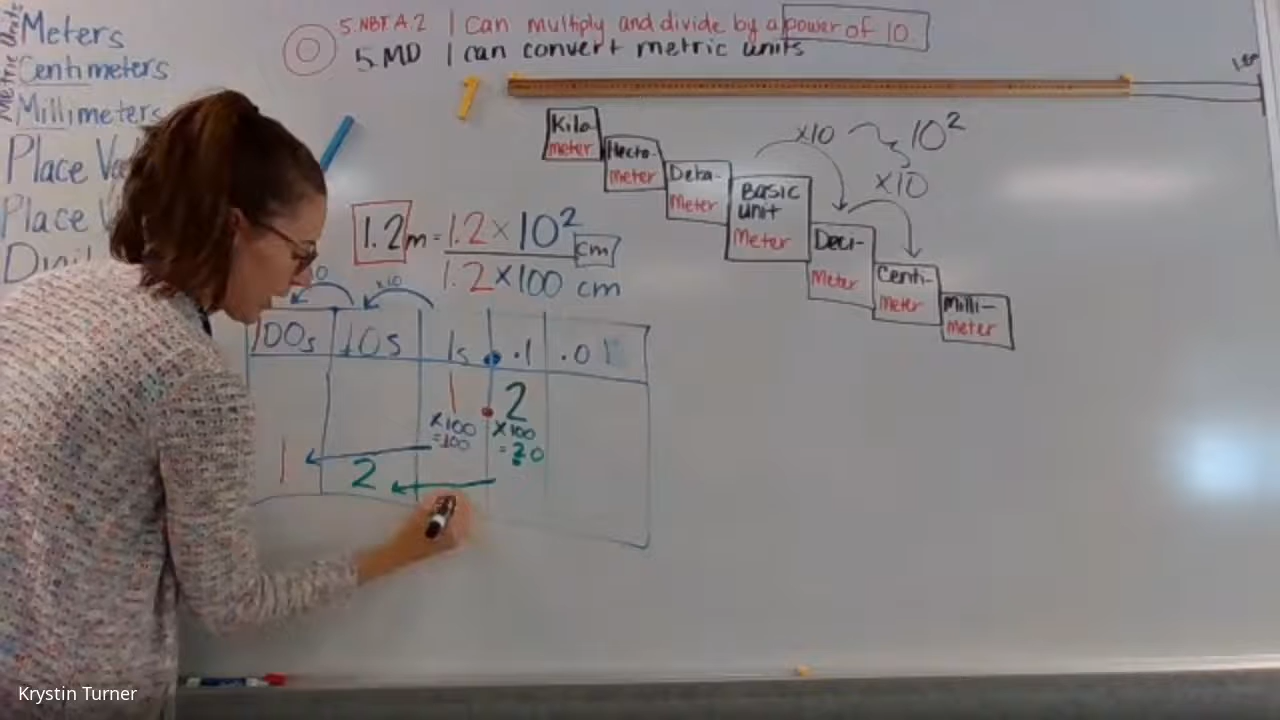 5.NBT.A.2 I Can multiply and divide by a power of 10.
5.MD I can convert metric units
Metric Units
Meters
Centimeters
Millimeters
Place
Place
1
Kilo-
meter
Hecto-
meter
Deka-
Meter
Basic
unit
Meter
Deci-
Meter
Centi-
Meter
Milli-
Meter
x10
10²
x10
1.2m = 1.2 x 10² cm
1.2 x 100 cm
x10
100s 10s 1s . .1 .01
1 . 2
x100 x100
=100 = 20
1 2
Krystin Turner